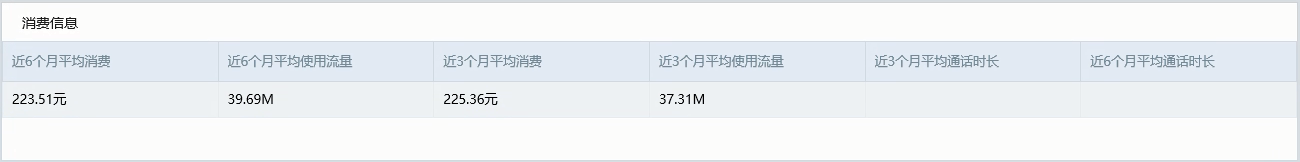 消费信息
近6个月平均消费 近6个月平均使用流量 近3个月平均消费 近3个月平均使用流量 近3个月平均通话时长 近6个月平均通话时长
223.51元 39.69M 225.36元 37.31M